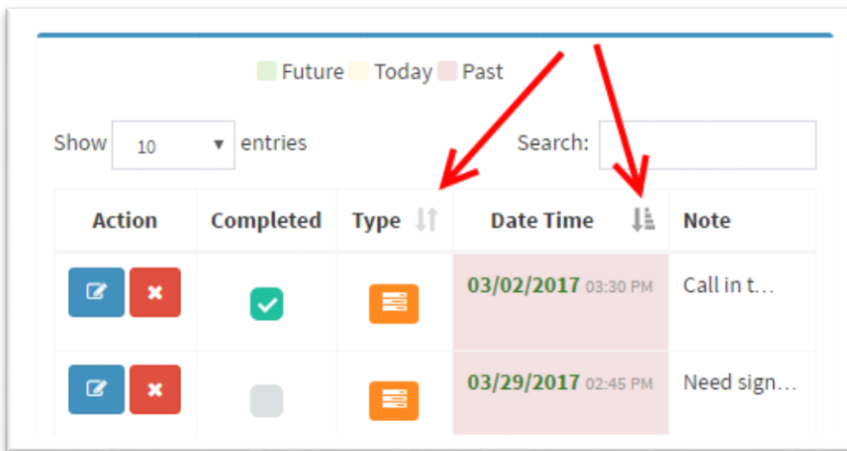 Future Today Past
Show 10 entries Search:
Action Completed Type Date Time Note
03/02/2017 03:30 PM Call in t...
03/29/2017 02:45 PM Need sign...